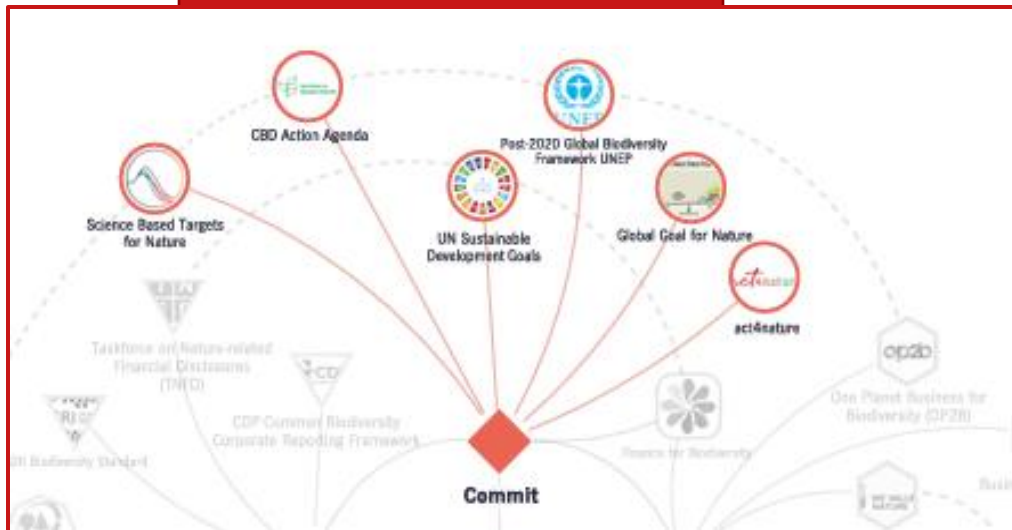 CBD Action Agenda
UNEP
Post-2020 Global Biodiversity
Framework UNEP
Science Based Targets
for Nature
UN Sustainable
Development Goals
Global Goal for Nature
act4nature
Taskforce on Nature-related
Financial Disclosures
(TNFD)
op2b
One Planet Business for
Biodiversity (OP2B)
CDP Common Biodiversity
Corporate Reporting Framework
Finance for Biodiversity
Biodiversity Standard
Commit